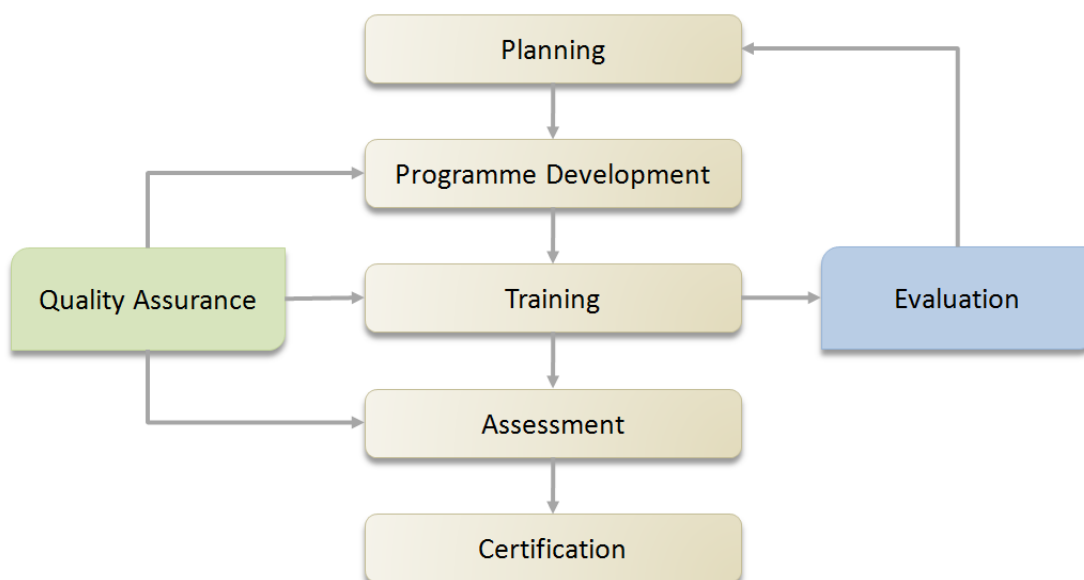 Planning
Programme Development
Quality Assurance
Training
Evaluation
Assessment
Certification